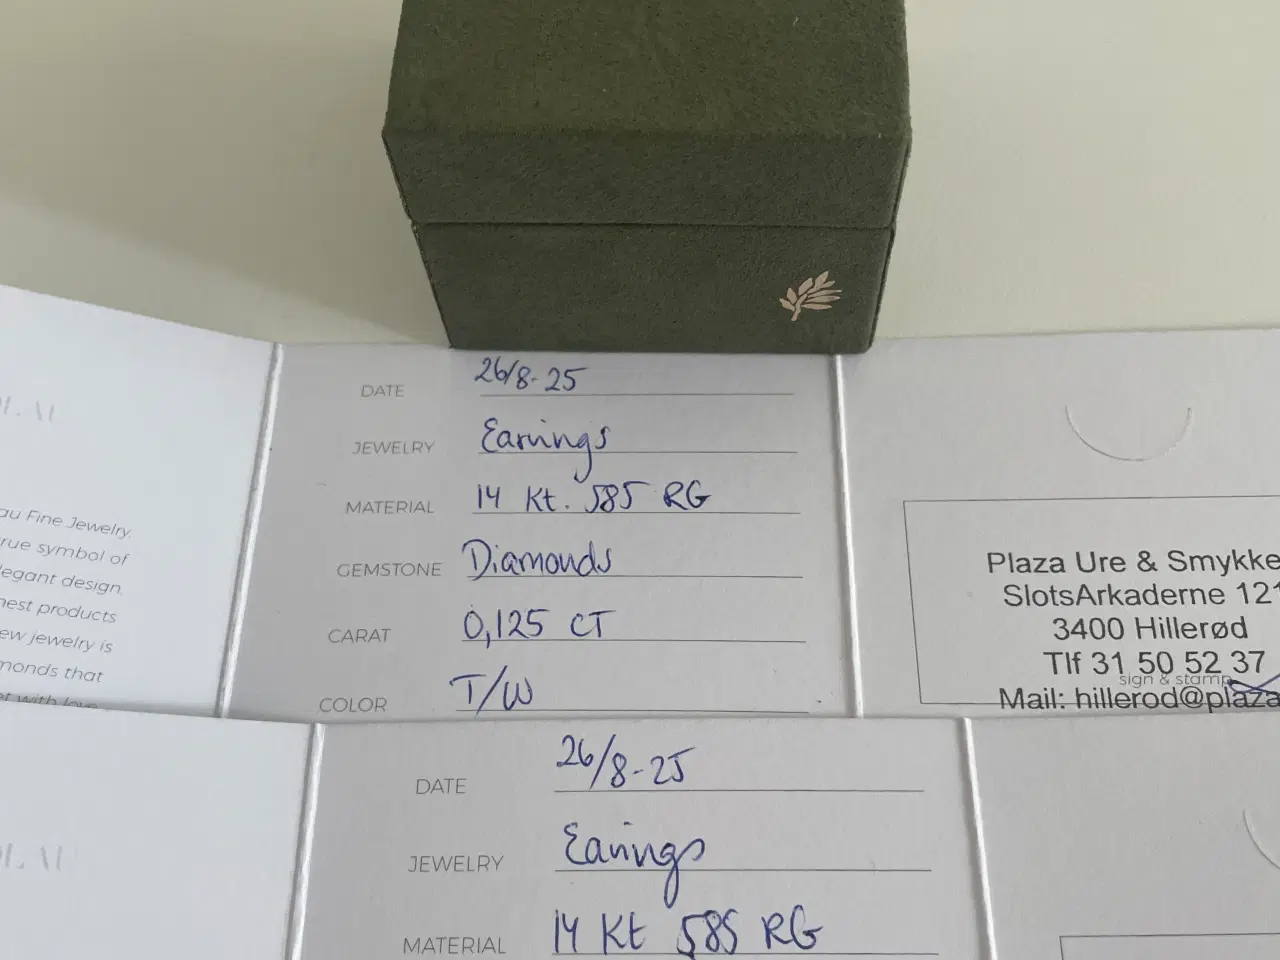 au Fine Jewelry.
rue symbol of
legant design.
nest products
ew jewelry is
monds that
DATE 26/8-25
JEWELRY Earrings
MATERIAL 14 Kt. 585 RG
GEMSTONE Diamonds
CARAT 0,125 CT
COLOR T/W
Plaza Ure & Smykke
SlotsArkaderne 121
3400 Hillerød
Tlf 31 50 52 37
sign & stamp
Mail: hillerod@plaza
DATE 26/8-25
JEWELRY Earings
MATERIAL 14 Kt 585 RG